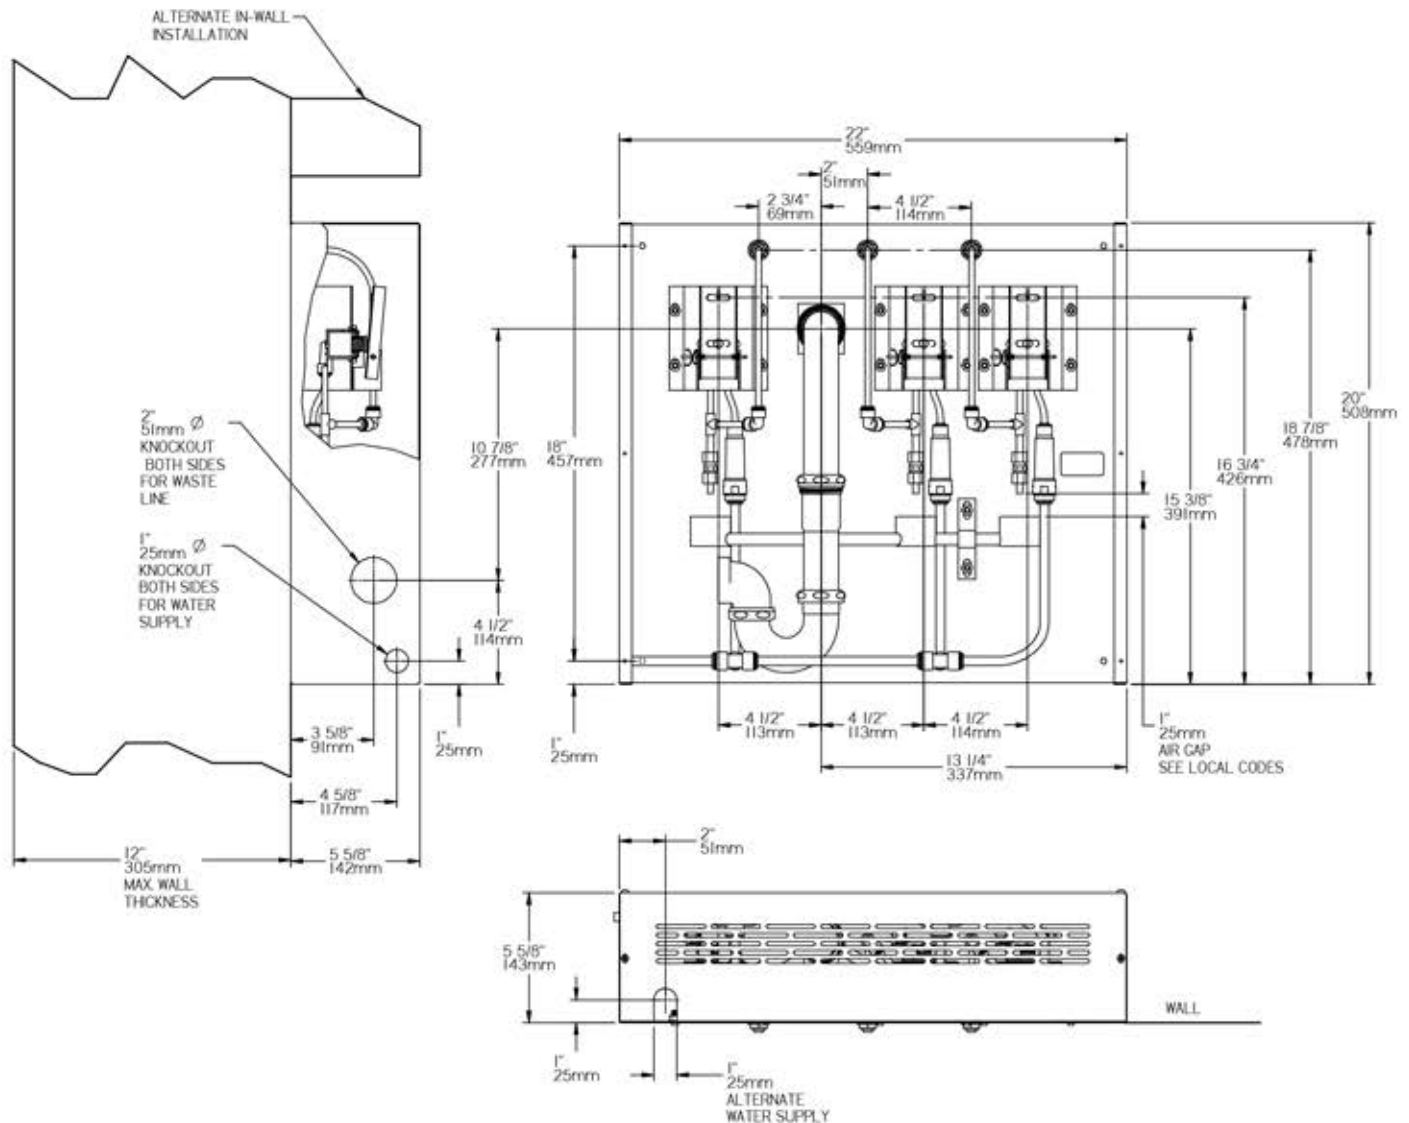 ALTERNATE IN-WALL
INSTALLATION
22"
559mm
2"
51mm
2 3/4"
69mm
4 1/2"
114mm
2"
51mm Ø
KNOCKOUT
BOTH SIDES
FOR WASTE
LINE
10 7/8"
277mm
18"
457mm
20"
508mm
18 7/8"
478mm
16 3/4"
426mm
15 3/8"
391mm
1"
25mm Ø
KNOCKOUT
BOTH SIDES
FOR WATER
SUPPLY
4 1/2"
114mm
3 5/8"
91mm
1"
25mm
1"
25mm
4 1/2"
113mm
4 1/2"
113mm
4 1/2"
114mm
1"
25mm
AIR GAP
SEE LOCAL CODES
13 1/4"
337mm
4 5/8"
117mm
12"
305mm
MAX. WALL
THICKNESS
5 5/8"
142mm
2"
51mm
5 5/8"
143mm
WALL
1"
25mm
1"
25mm
ALTERNATE
WATER SUPPLY